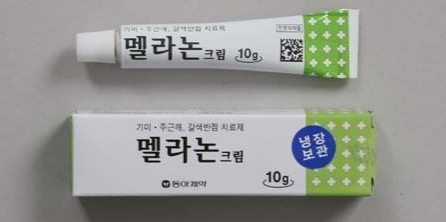 기미·주근깨, 갈색반점 치료제
멜라논크림 10g
기미·주근깨, 갈색반점 치료제
멜라논크림
냉장
보관
동아제약
10g